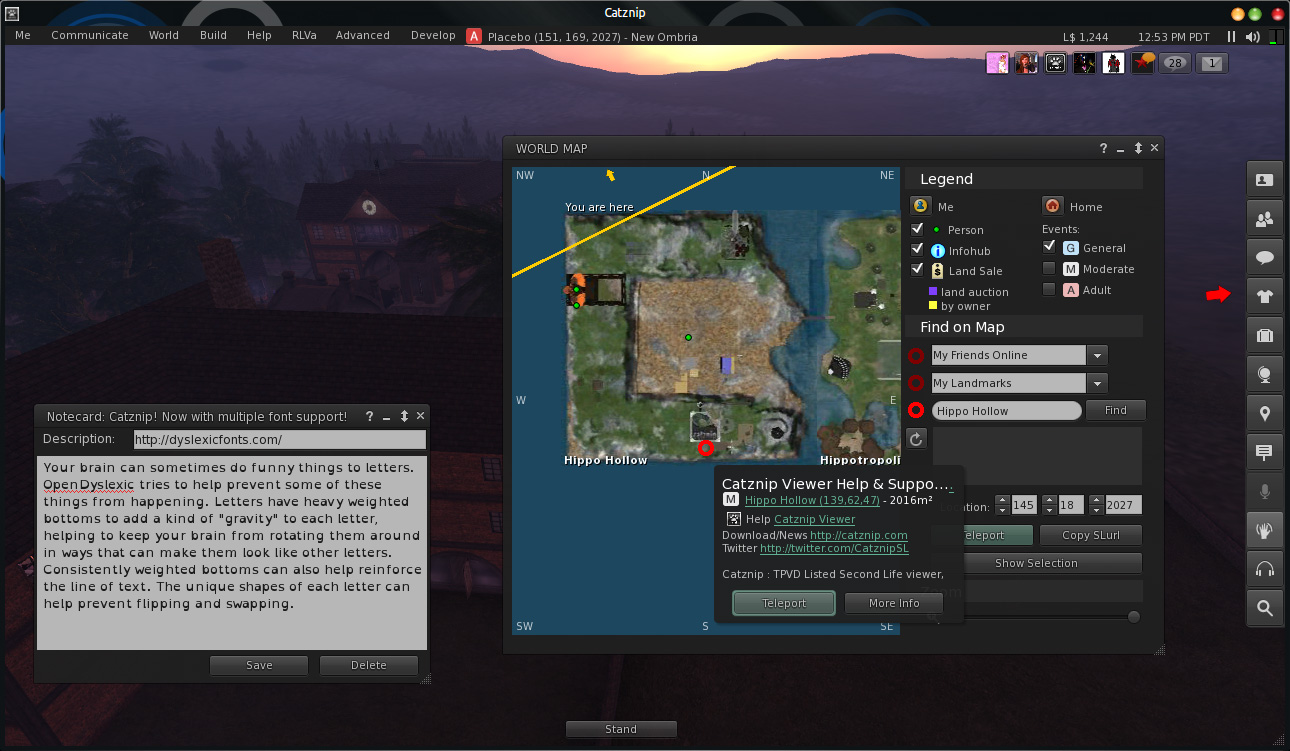 Catznip
Me Communicate World Build Help RLVa Advanced Develop A Placebo (151, 169, 2027) - New Ombria L$ 1,244 12:53 PM PDT
28 1
WORLD MAP ?
NW N NE
You are here
W E
Hippo Hollow Hippotropoli
SW S SE
Legend
Me Home
Person Events:
Infohub G General
Land Sale M Moderate
land auction A Adult
by owner
Find on Map
My Friends Online
My Landmarks
Hippo Hollow Find
Location: 145 18 2027
Teleport Copy SLurl
Show Selection
Catznip Viewer Help & Suppo...
M Hippo Hollow (139,62,47) - 2016m²
Help Catznip Viewer
Download/News http://catznip.com
Twitter http://twitter.com/CatznipSL
Catznip : TPVD Listed Second Life viewer,
Teleport More Info
Notecard: Catznip! Now with multiple font support! ?
Description: http://dyslexicfonts.com/
Your brain can sometimes do funny things to letters.
OpenDyslexic tries to help prevent some of these
things from happening. Letters have heavy weighted
bottoms to add a kind of "gravity" to each letter,
helping to keep your brain from rotating them around
in ways that can make them look like other letters.
Consistently weighted bottoms can also help reinforce
the line of text. The unique shapes of each letter can
help prevent flipping and swapping.
Save Delete
Stand